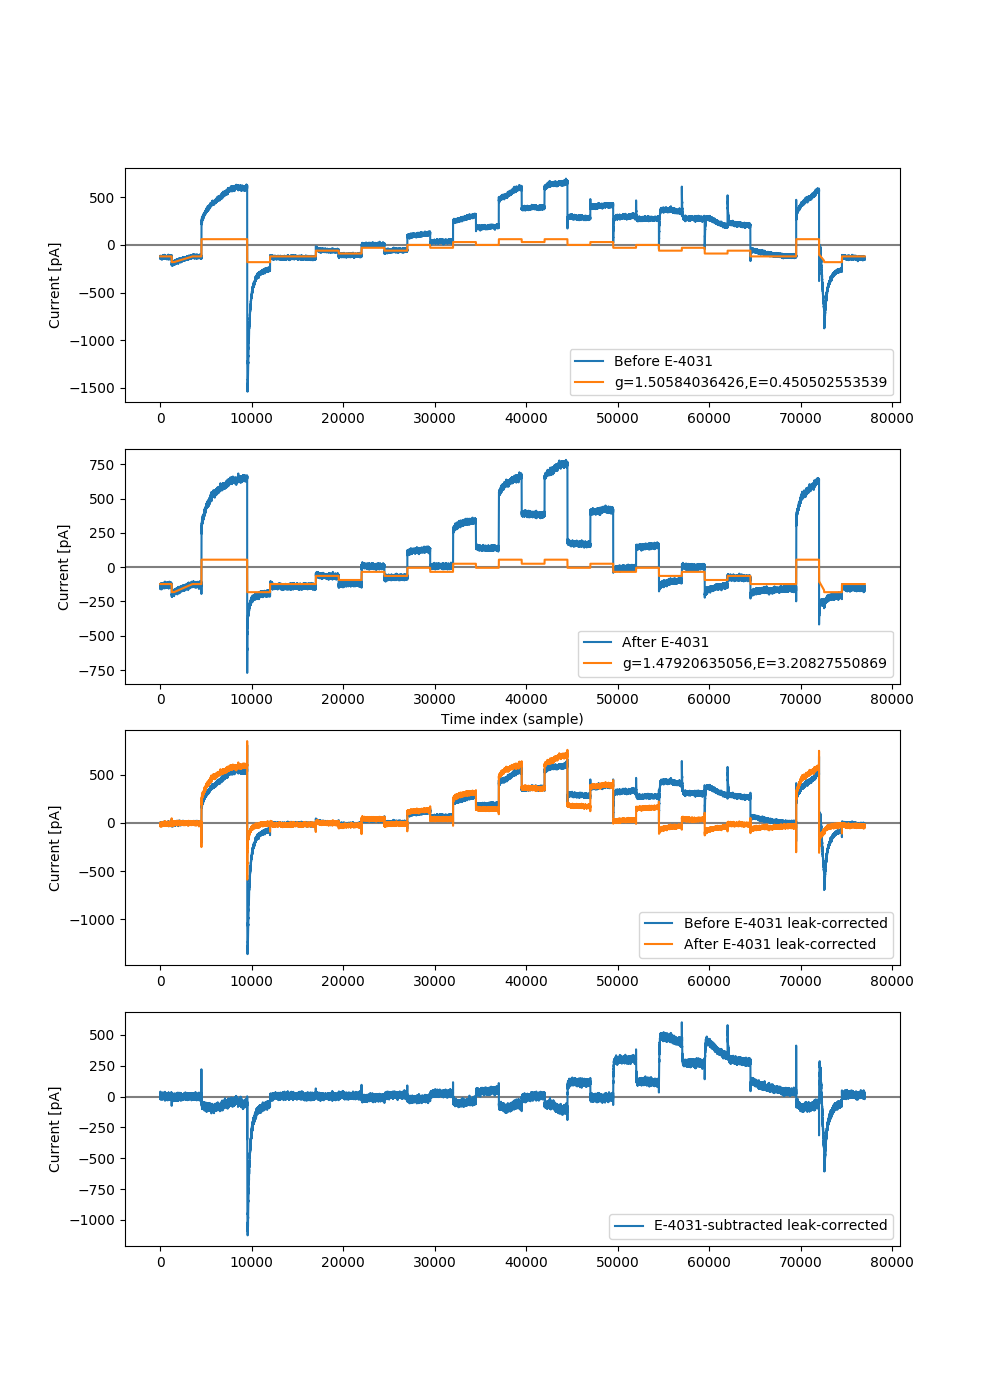 500
0
−500
−1000
−1500
Current [pA]
Before E-4031
g=1.50584036426,E=0.450502553539
0 10000 20000 30000 40000 50000 60000 70000 80000
750
500
250
0
−250
−500
−750
Current [pA]
After E-4031
g=1.47920635056,E=3.20827550869
0 10000 20000 30000 40000 50000 60000 70000 80000
Time index (sample)
500
0
−500
−1000
Current [pA]
Before E-4031 leak-corrected
After E-4031 leak-corrected
0 10000 20000 30000 40000 50000 60000 70000 80000
500
250
0
−250
−500
−750
−1000
Current [pA]
E-4031-subtracted leak-corrected
0 10000 20000 30000 40000 50000 60000 70000 80000